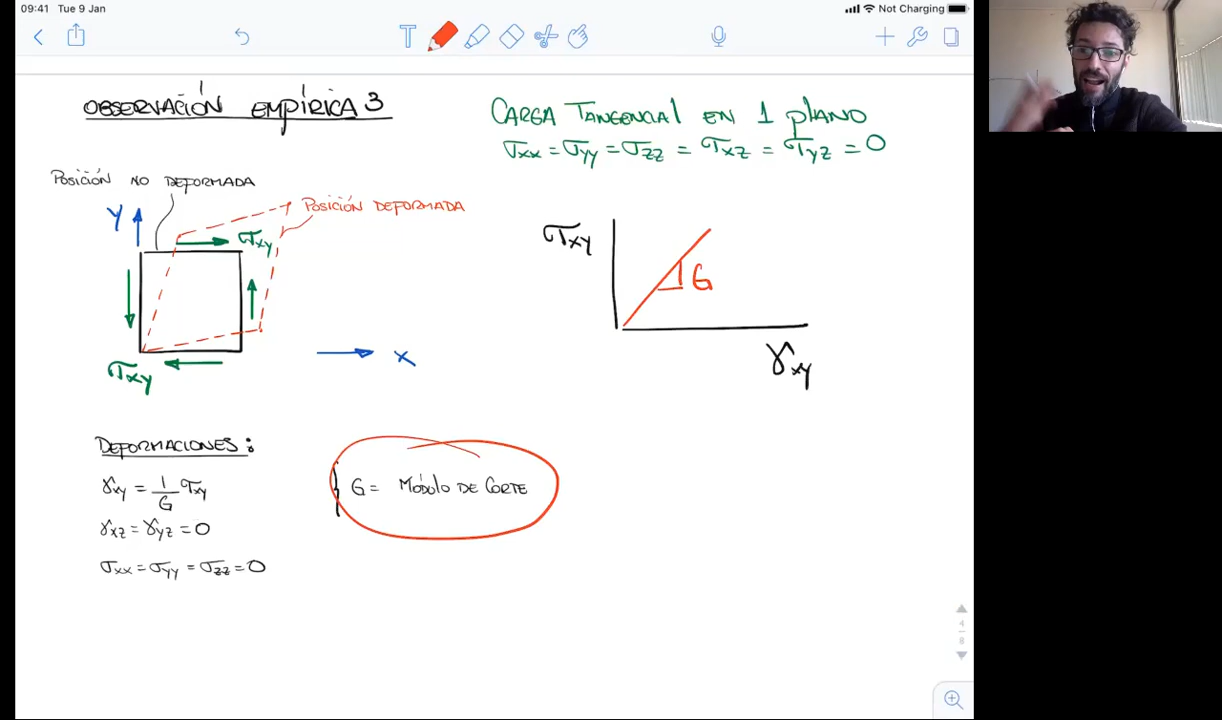 09:41 Tue 9 Jan
Not Charging
T
OBSERVACIÓN EMPÍRICA 3
CARGA TANGENCIAL EN 1 PLANO
σxx = σyy = σzz = σxz = σyz = 0
POSICIÓN NO DEFORMADA
POSICIÓN DEFORMADA
Y
σxy
σxy
G
X
σxy
γxy
DEFORMACIONES:
γxy = 1/G σxy
G = MÓDULO DE CORTE
γxz = γyz = 0
σxx = σyy = σzz = 0
4
8